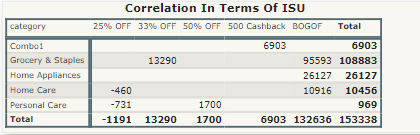 Correlation In Terms Of ISU
category 25% OFF 33% OFF 50% OFF 500 Cashback BOGOF Total
Combo1 6903 6903
Grocery & Staples 13290 95593 108883
Home Appliances 26127 26127
Home Care -460 10916 10456
Personal Care -731 1700 969
Total -1191 13290 1700 6903 132636 153338